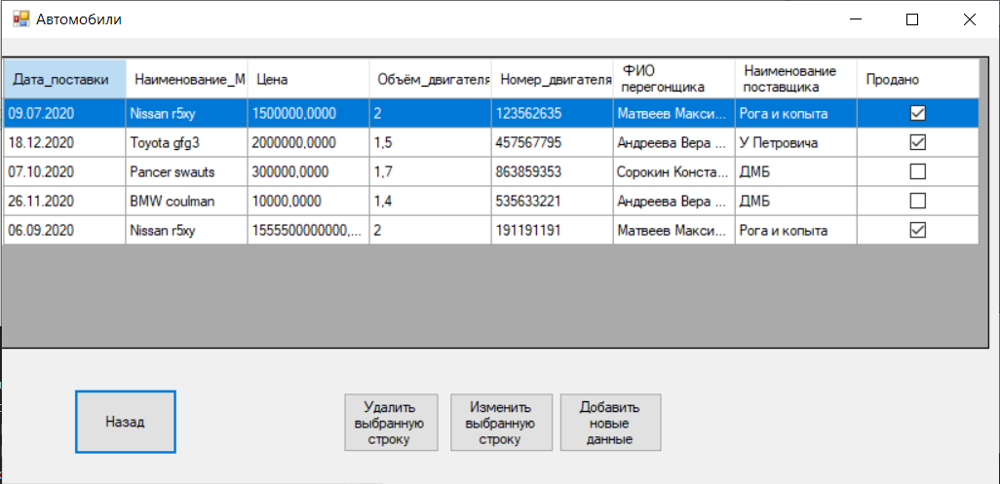 Автомобили
Дата_поставки Наименование_М Цена Объём_двигателя Номер_двигателя ФИО перегонщика Наименование поставщика Продано
09.07.2020 Nissan r5xy 1500000,0000 2 123562635 Матвеев Макси... Рога и копыта
18.12.2020 Toyota gfg3 2000000,0000 1,5 457567795 Андреева Вера ... У Петровича
07.10.2020 Pancer swauts 300000,0000 1,7 863859353 Сорокин Конста... ДМБ
26.11.2020 BMW coulman 10000,0000 1,4 535633221 Андреева Вера ... ДМБ
06.09.2020 Nissan r5xy 1555500000000,... 2 191191191 Матвеев Макси... Рога и копыта
Назад
Удалить
выбранную
строку
Изменить
выбранную
строку
Добавить
новые
данные